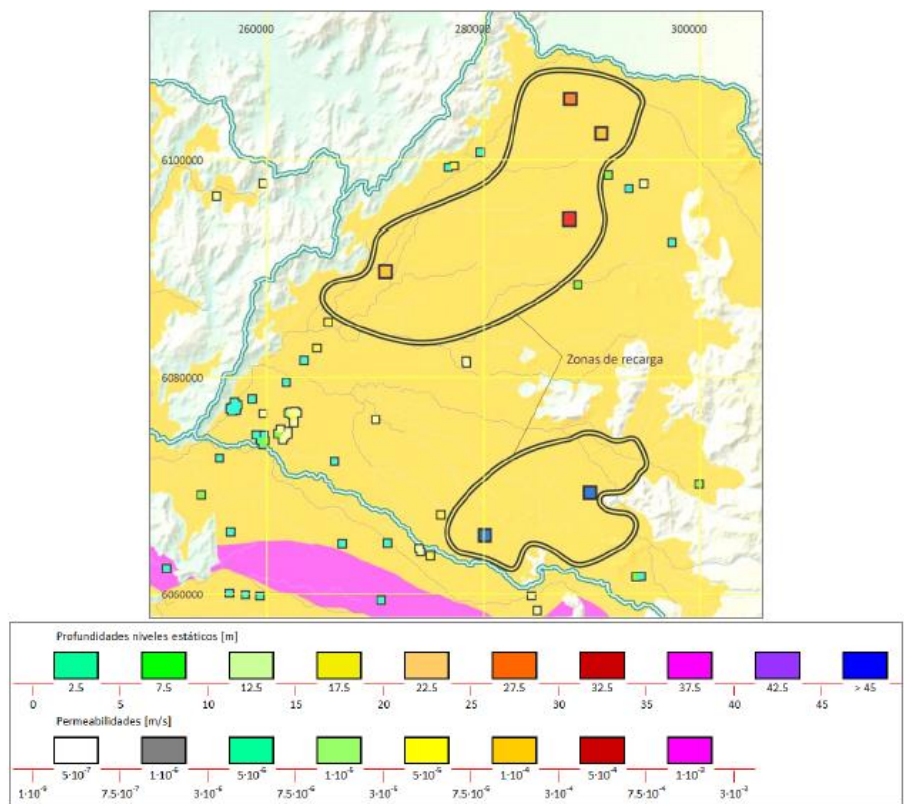 260000 280000 300000
6100000
Zonas de recarga
6080000
6060000
Profundidades niveles estáticos [m]
2.5 7.5 12.5 17.5 22.5 27.5 32.5 37.5 42.5 > 45
0 5 10 15 20 25 30 35 40 45
Permeabilidades [m/s]
5·10⁻⁷ 1·10⁻⁶ 5·10⁻⁶ 1·10⁻⁵ 5·10⁻⁵ 1·10⁻⁴ 5·10⁻⁴ 1·10⁻³
1·10⁻⁹ 7.5·10⁻⁷ 3·10⁻⁶ 7.5·10⁻⁶ 3·10⁻⁵ 7.5·10⁻⁵ 3·10⁻⁴ 7.5·10⁻⁴ 3·10⁻³